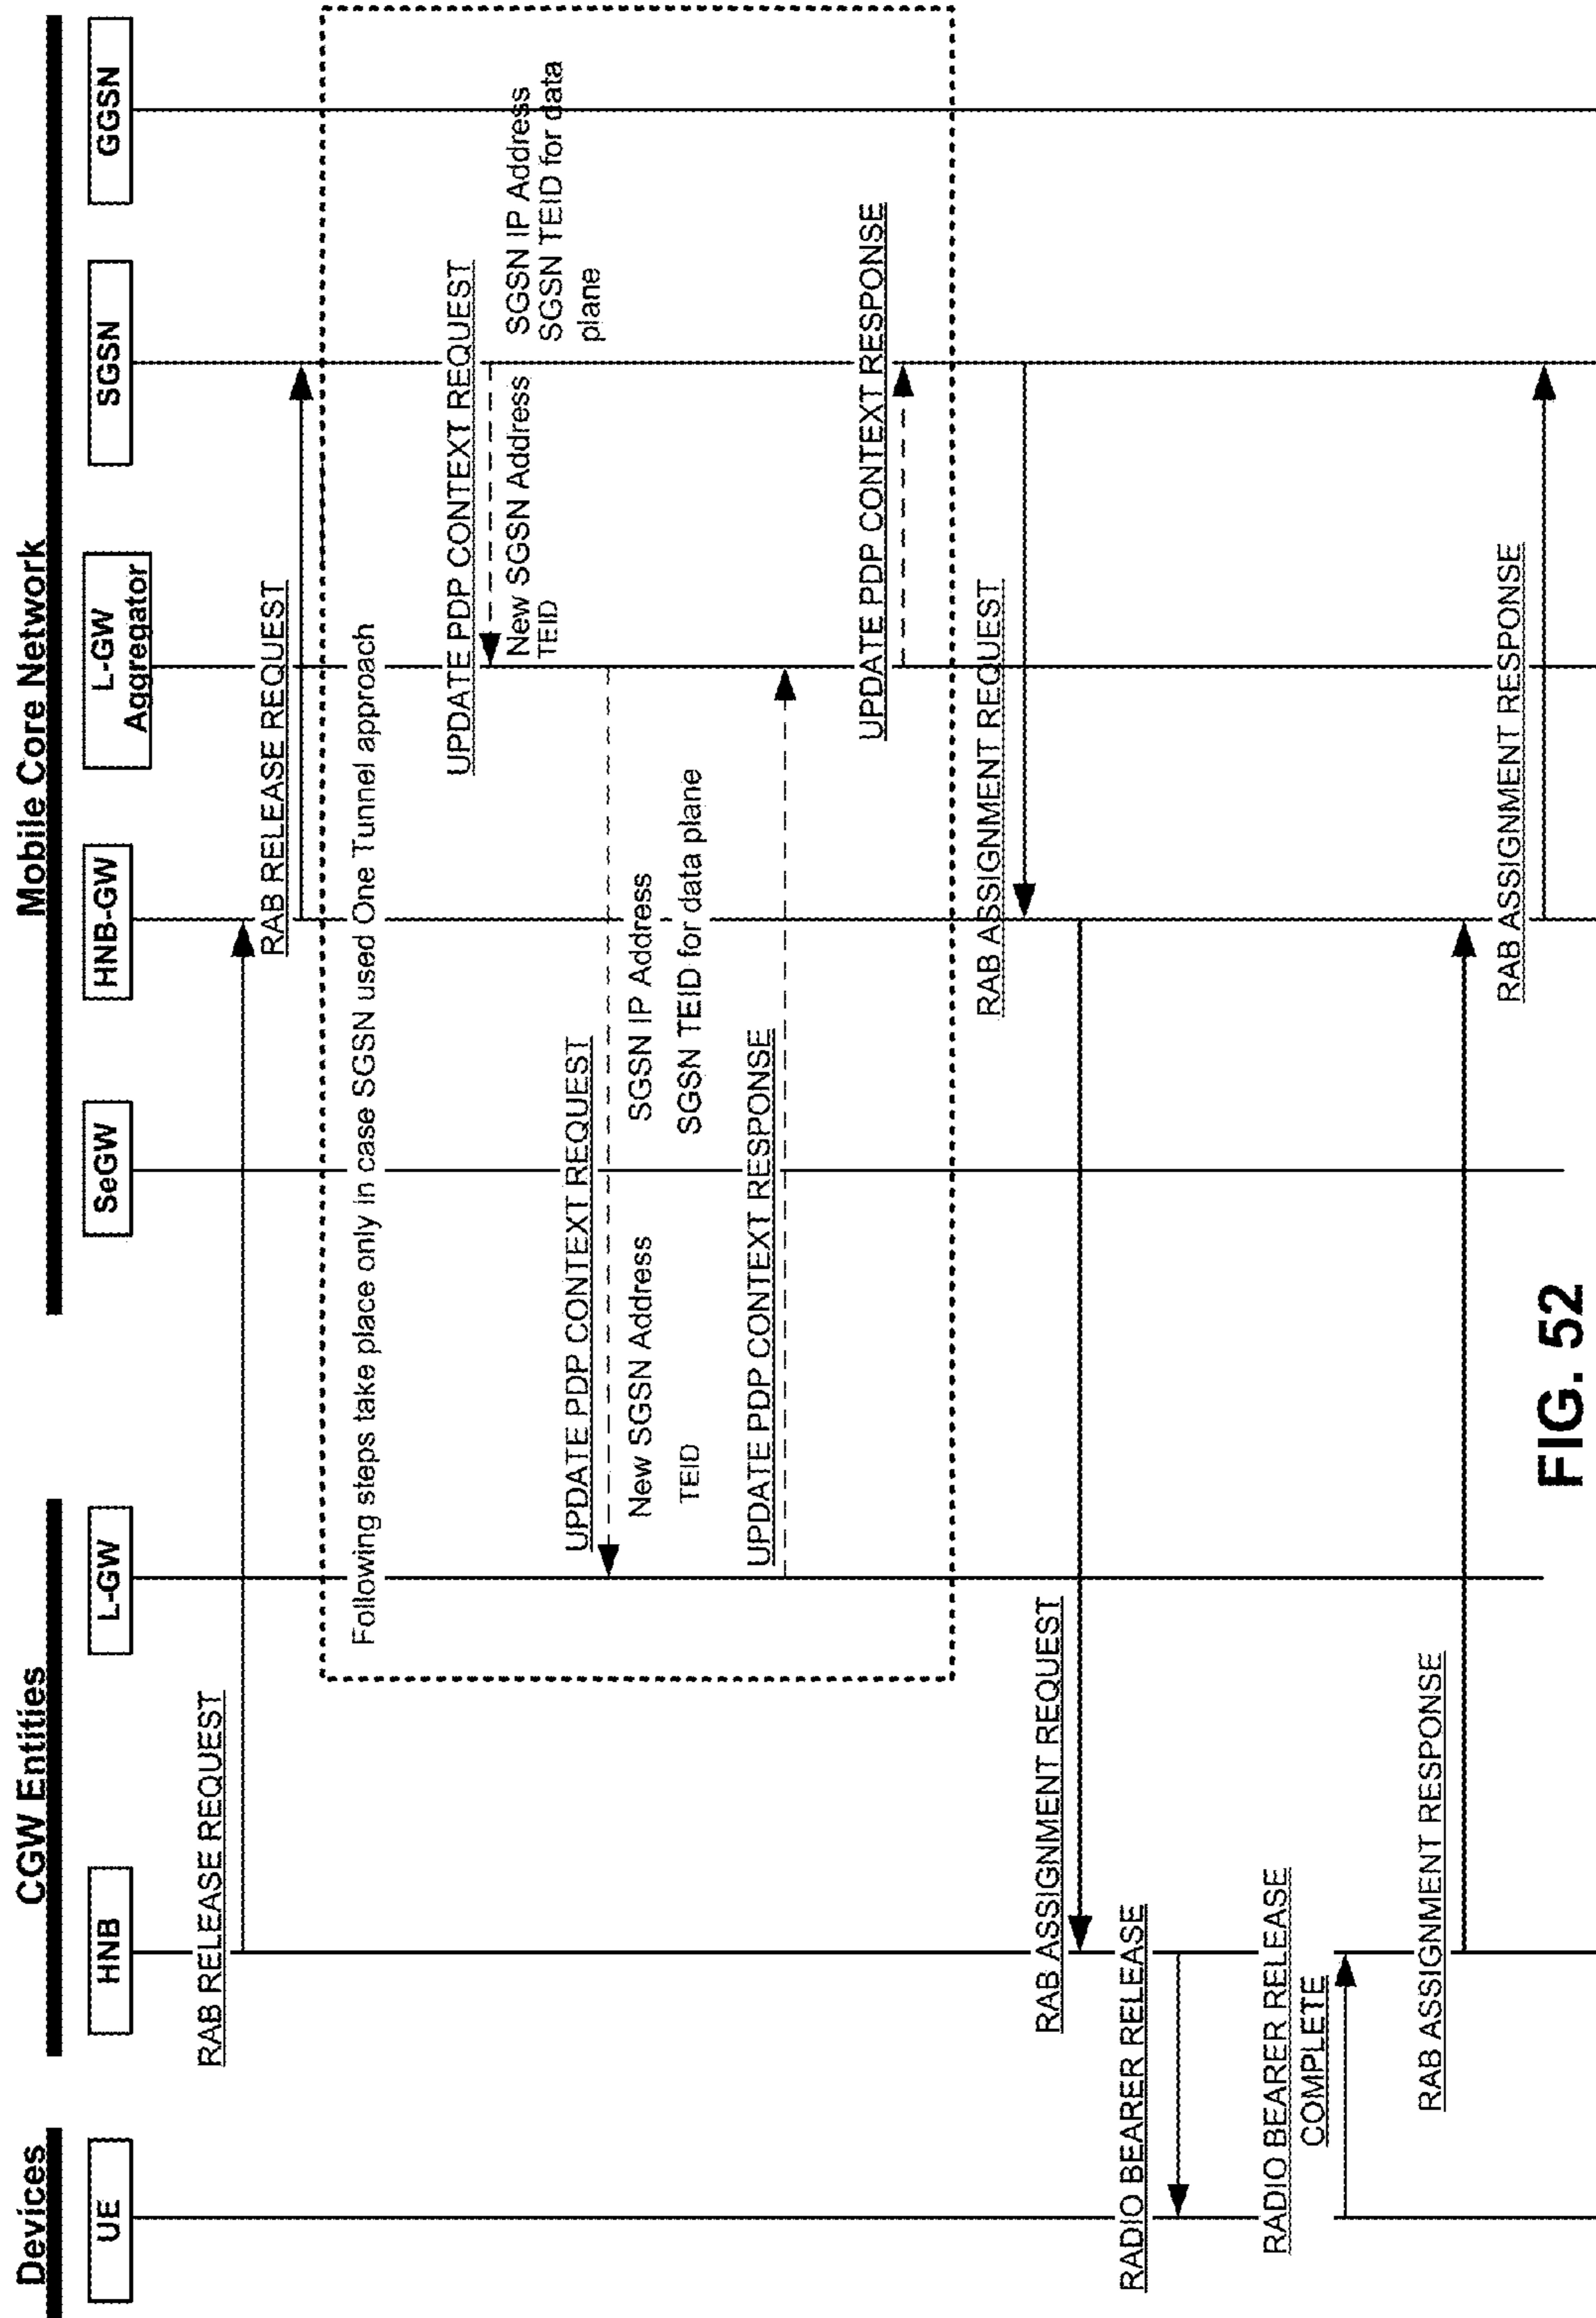 Devices
CGW Entities
Mobile Core Network
UE
HNB
L-GW
SeGW
HNB-GW
L-GW
Aggregator
SGSN
GGSN
RAB RELEASE REQUEST
RAB RELEASE REQUEST
Following steps take place only in case SGSN used One Tunnel approach
UPDATE PDP CONTEXT REQUEST
New SGSN Address
TEID
SGSN IP Address
SGSN TEID for data
plane
UPDATE PDP CONTEXT REQUEST
New SGSN Address
TEID
SGSN IP Address
SGSN TEID for data plane
UPDATE PDP CONTEXT RESPONSE
UPDATE PDP CONTEXT RESPONSE
RAB ASSIGNMENT REQUEST
RAB ASSIGNMENT REQUEST
RADIO BEARER RELEASE
RADIO BEARER RELEASE
COMPLETE
RAB ASSIGNMENT RESPONSE
RAB ASSIGNMENT RESPONSE
FIG. 52